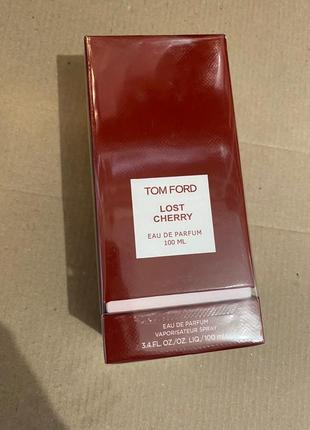 TOM FORD
LOST
CHERRY
EAU DE PARFUM
100 ML
EAU DE PARFUM
VAPORISATEUR SPRAY
3.4.FL. OZ./OZ. LIQ./100 ml